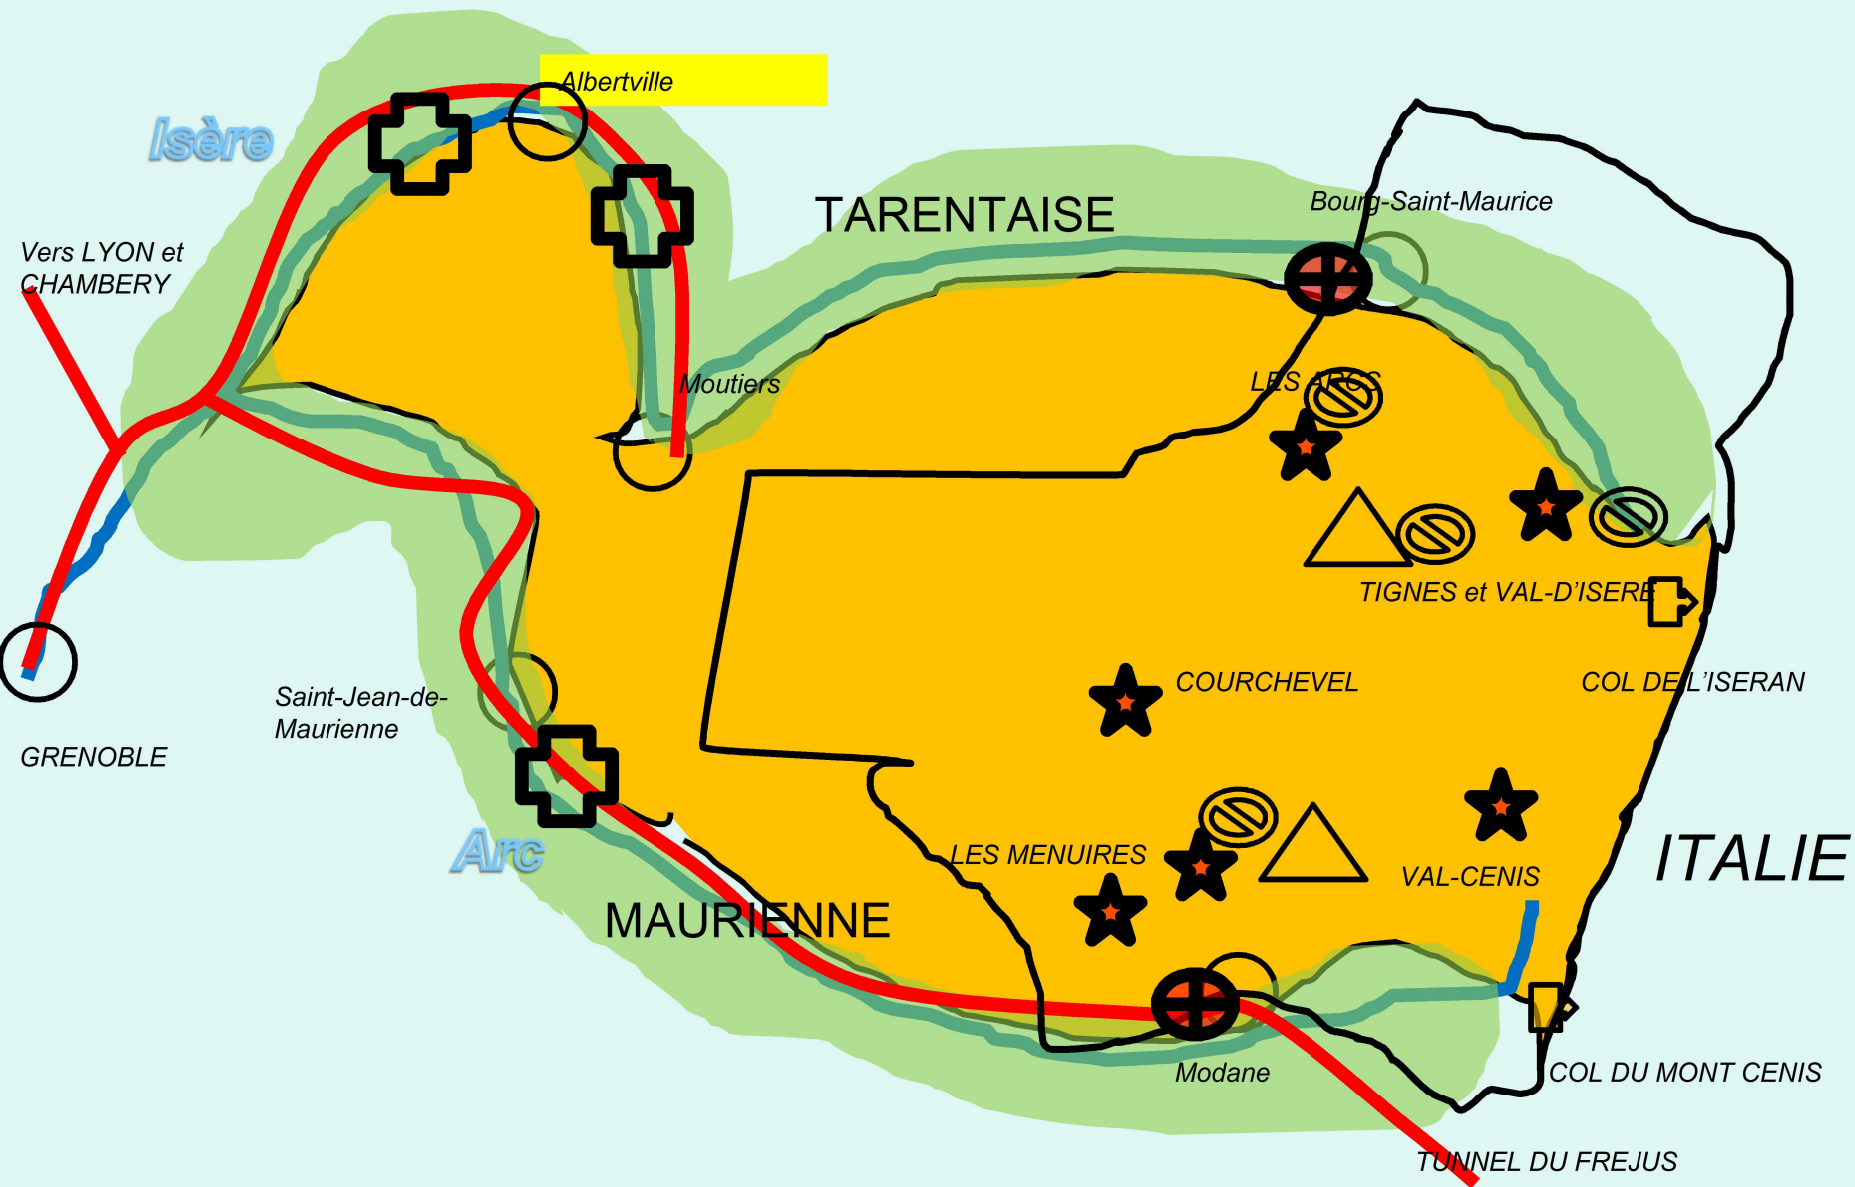 Albertville
Isère
Bourg-Saint-Maurice
TARENTAISE
Vers LYON et
CHAMBERY
Moutiers
LES ARCS
TIGNES et VAL-D'ISERE
COURCHEVEL
COL DE L'ISERAN
Saint-Jean-de-
Maurienne
GRENOBLE
Arc
LES MENUIRES
ITALIE
VAL-CENIS
MAURIENNE
Modane
COL DU MONT CENIS
TUNNEL DU FREJUS